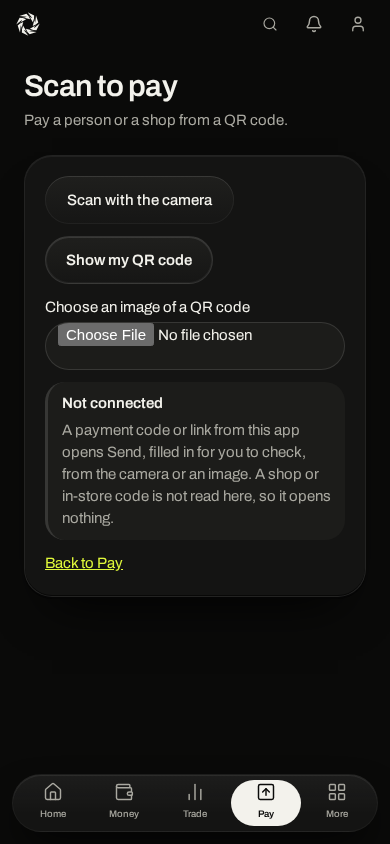 Scan to pay
Pay a person or a shop from a QR code.
Scan with the camera
Show my QR code
Choose an image of a QR code
Choose File No file chosen
Not connected
A payment code or link from this app
opens Send, filled in for you to check,
from the camera or an image. A shop or
in-store code is not read here, so it opens
nothing.
Back to Pay
Home Money Trade Pay More